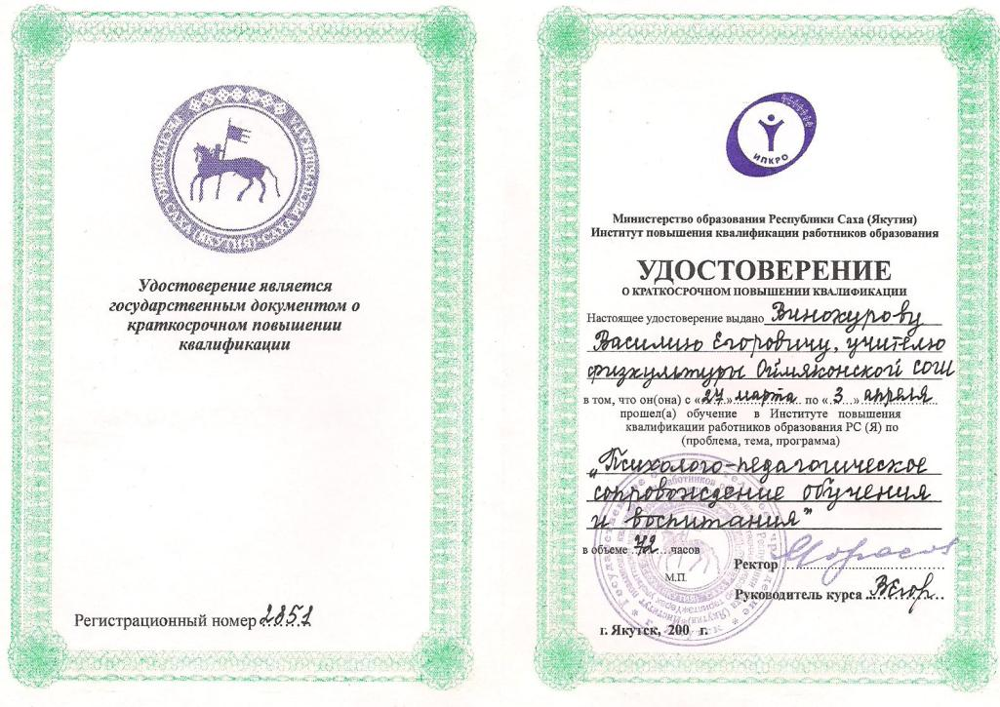 Удостоверение является
государственным документом о
краткосрочном повышении
квалификации
Регистрационный номер 2851
ИПКРО
Министерство образования Республики Саха (Якутия)
Институт повышения квалификации работников образования
УДОСТОВЕРЕНИЕ
О КРАТКОСРОЧНОМ ПОВЫШЕНИИ КВАЛИФИКАЦИИ
Настоящее удостоверение выдано Винокурову
Василию Егоровичу, учителю
физкультуры Оймяконской СОШ
в том, что он(она) с «27» марта по «3» апреля
прошел(а) обучение в Институте повышения
квалификации работников образования РС (Я) по
(проблема, тема, программа)
„Психолого-педагогическое
сопровождение обучения
и воспитания"
в объеме 72 часов
Ректор
М.П.
Руководитель курса
г. Якутск, 200 г.